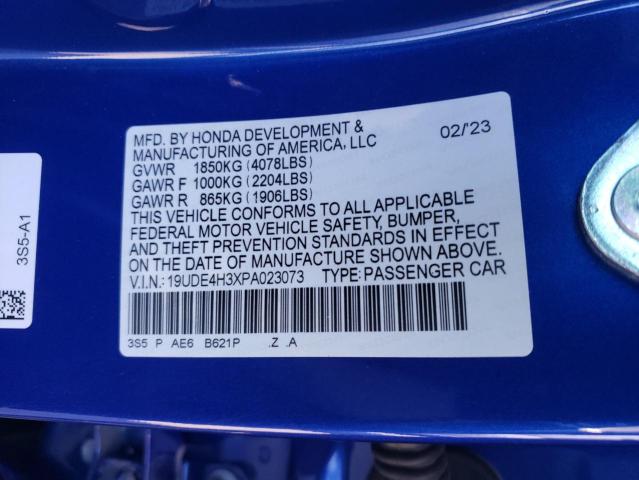 MFD. BY HONDA DEVELOPMENT & 02/'23
MANUFACTURING OF AMERICA, LLC
GVWR 1850KG (4078LBS)
GAWR F 1000KG (2204LBS)
GAWR R 865KG (1906LBS)
THIS VEHICLE CONFORMS TO ALL APPLICABLE
FEDERAL MOTOR VEHICLE SAFETY, BUMPER,
AND THEFT PREVENTION STANDARDS IN EFFECT
ON THE DATE OF MANUFACTURE SHOWN ABOVE.
V.I.N.: 19UDE4H3XPA023073 TYPE: PASSENGER CAR
3S5 P AE6 B621P .Z .A
3S5-A1